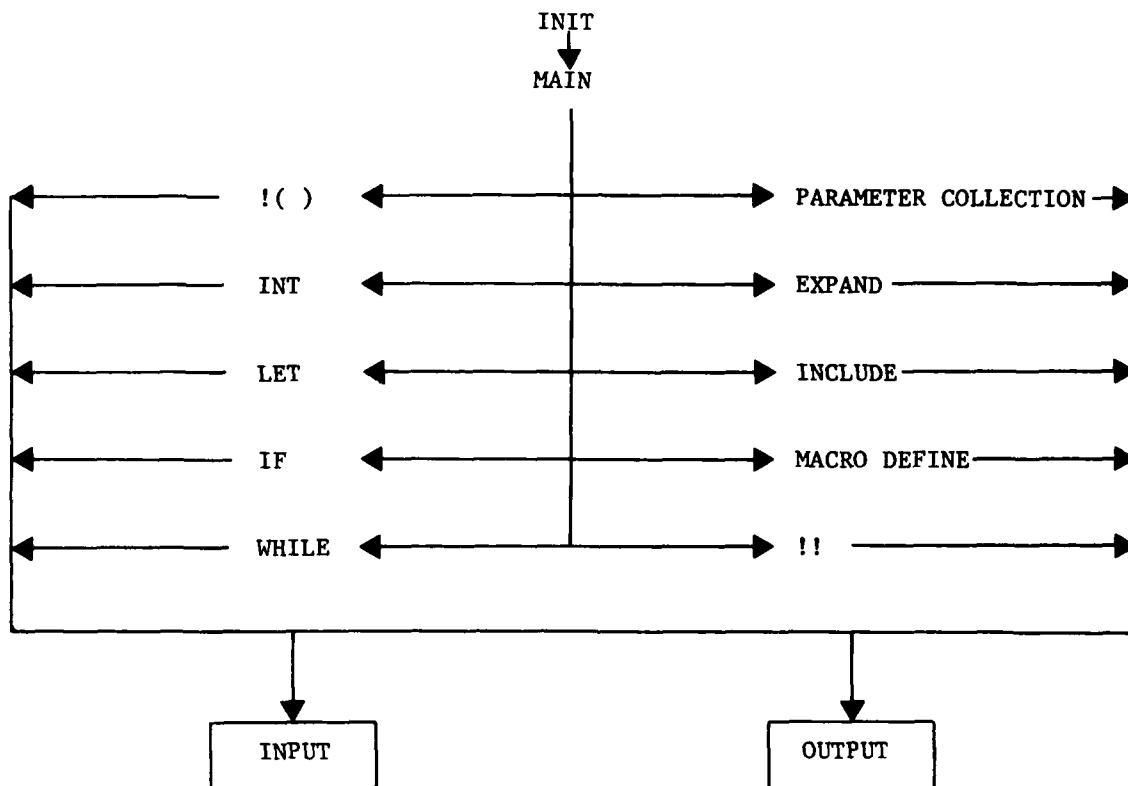 INIT
MAIN
!( )
PARAMETER COLLECTION
INT
EXPAND
LET
INCLUDE
IF
MACRO DEFINE
WHILE
!!
INPUT
OUTPUT